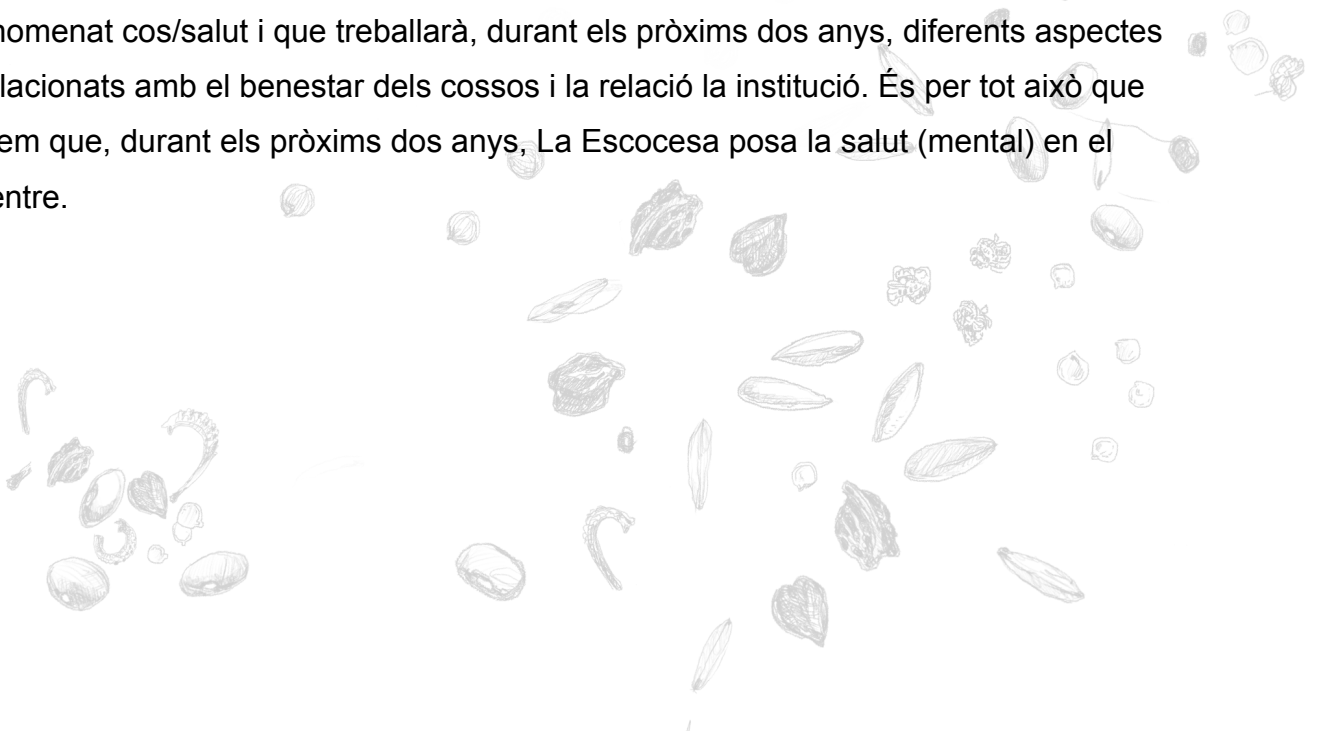 nomenat cos/salut i que treballarà, durant els pròxims dos anys, diferents aspectes
lacionats amb el benestar dels cossos i la relació la institució. És per tot això que
em que, durant els pròxims dos anys, La Escocesa posa la salut (mental) en el
entre.